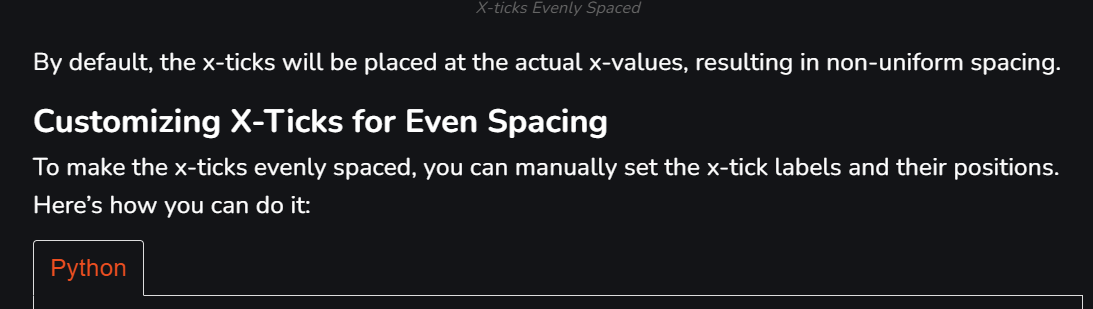 X-ticks Evenly Spaced
By default, the x-ticks will be placed at the actual x-values, resulting in non-uniform spacing.
Customizing X-Ticks for Even Spacing
To make the x-ticks evenly spaced, you can manually set the x-tick labels and their positions.
Here’s how you can do it:
Python